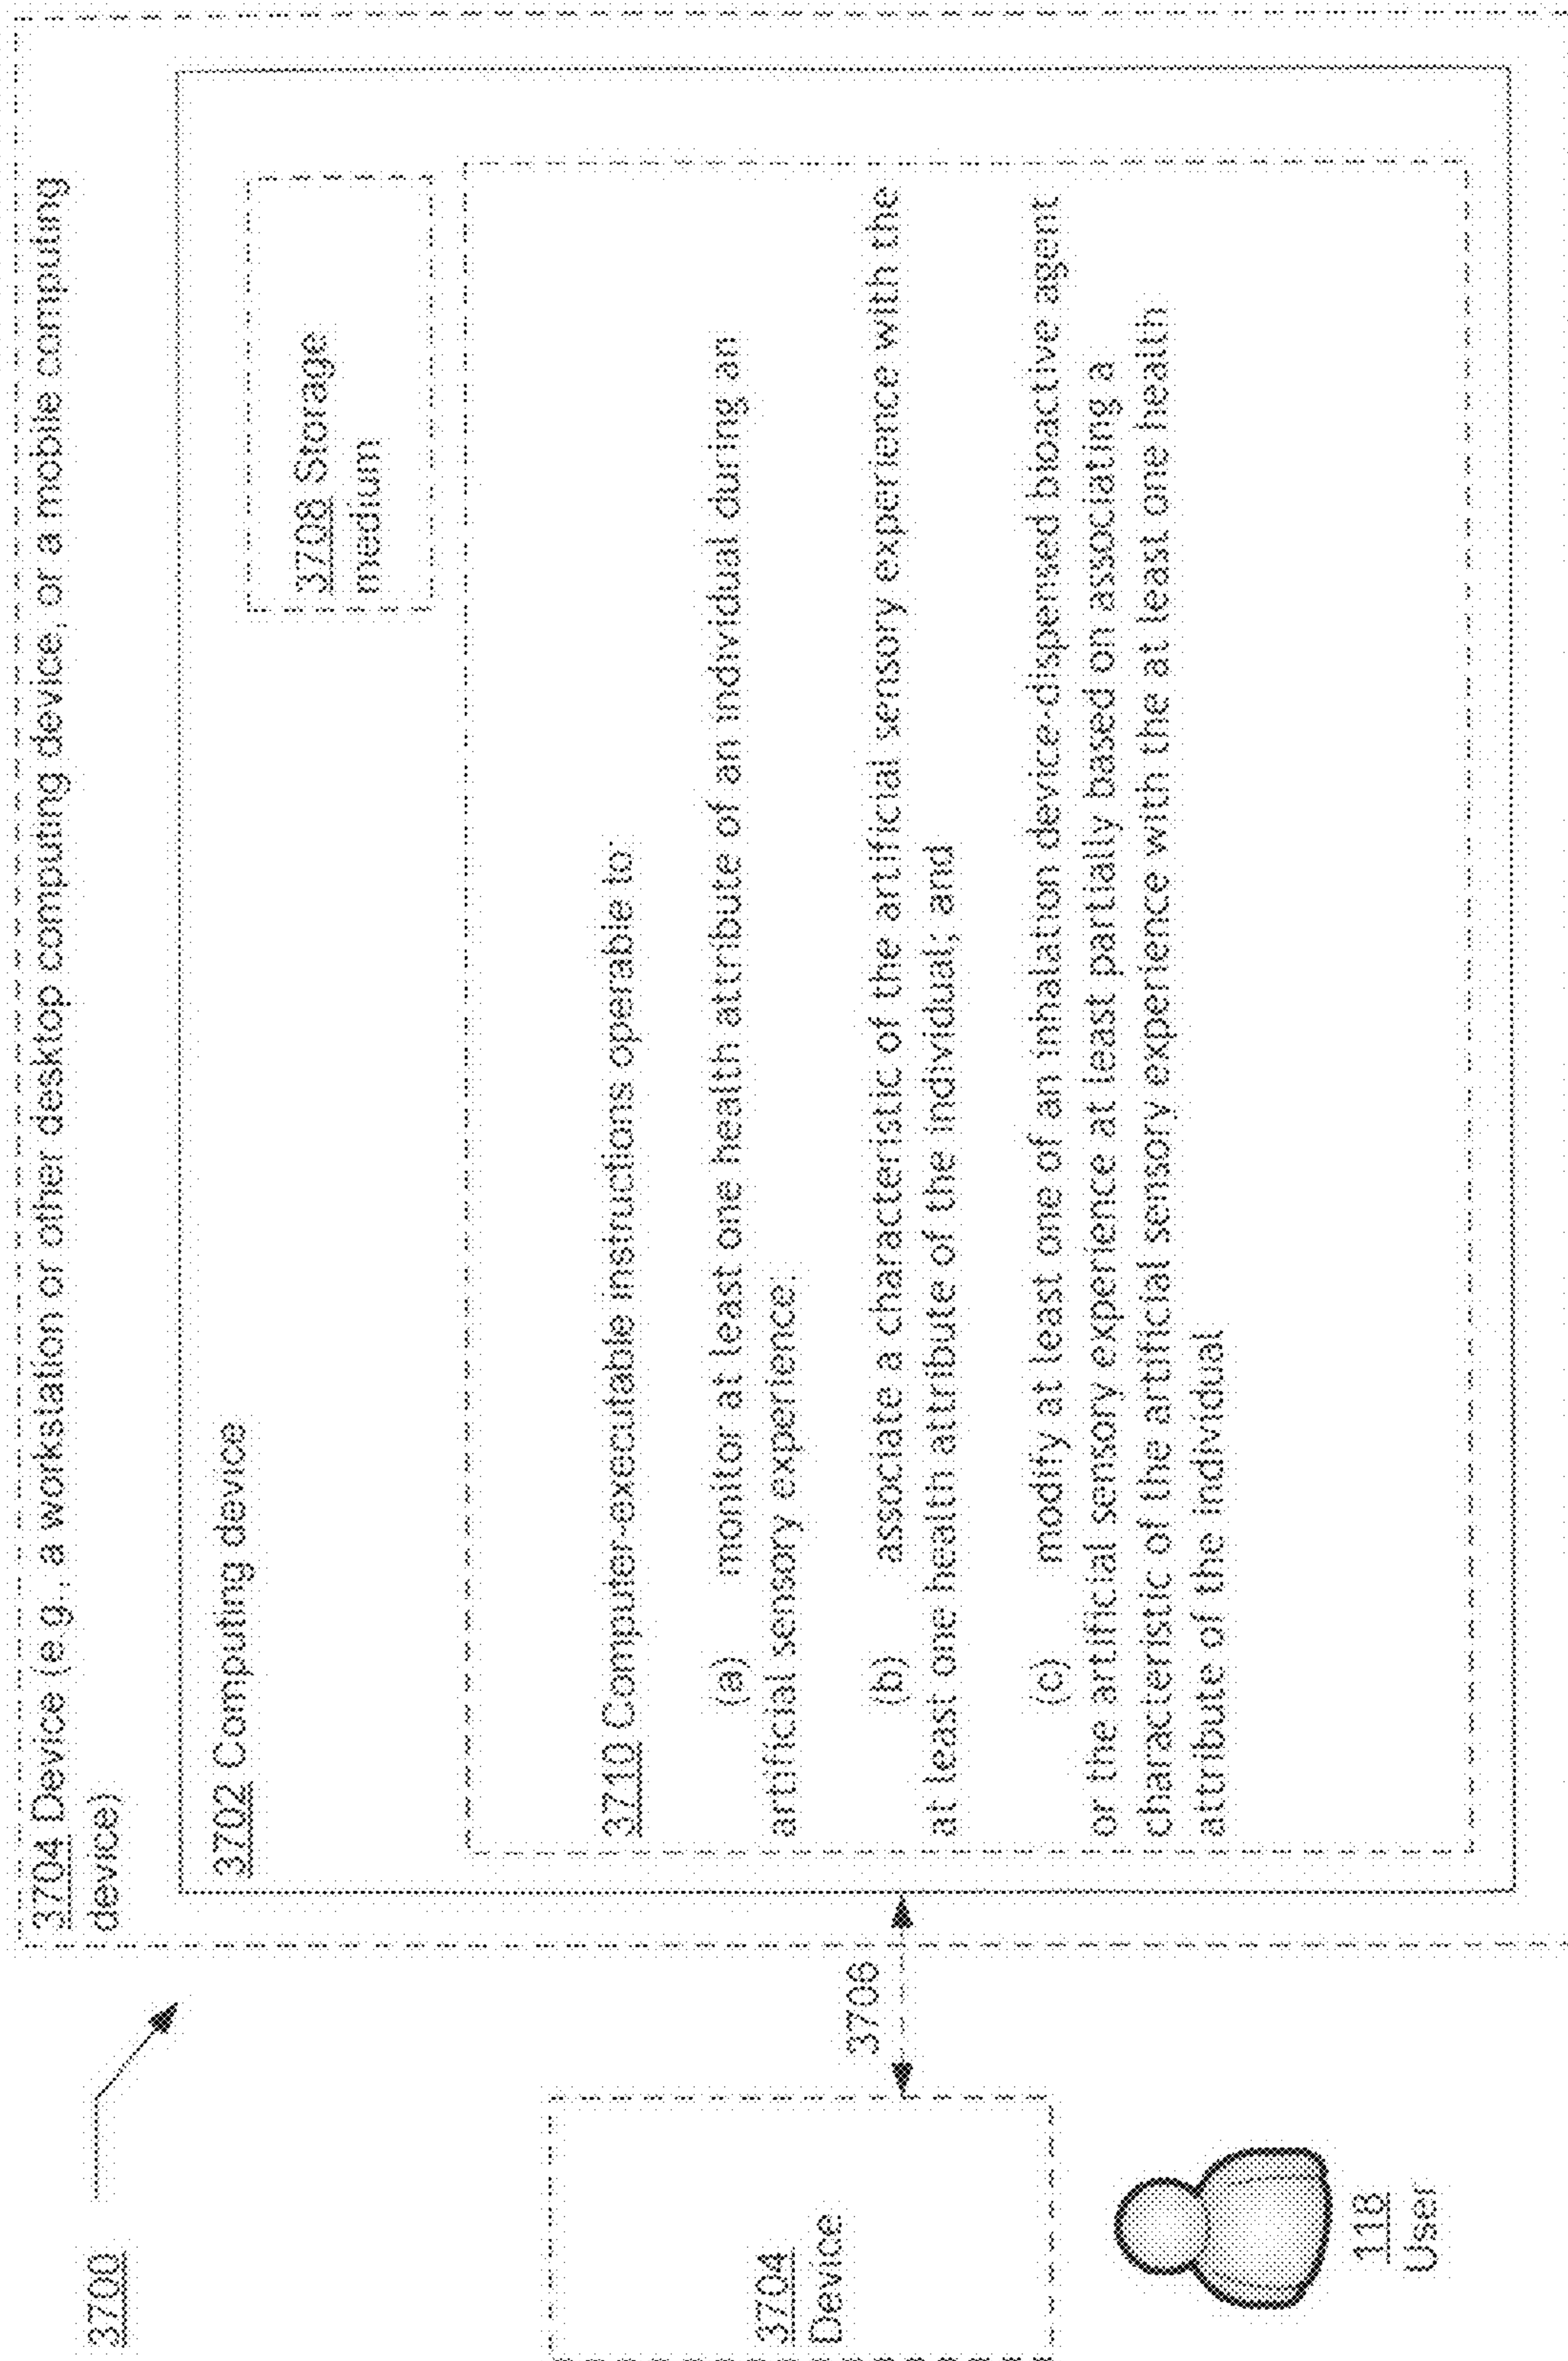 3700
3704 Device (e.g., a workstation or other desktop computing device, or a mobile computing
device)
3702 Computing device
3708 Storage
medium
3710 Computer-executable instructions operable to:
(a) monitor at least one health attribute of an individual during an
artificial sensory experience;
(b) associate a characteristic of the artificial sensory experience with the
at least one health attribute of the individual; and
(c) modify at least one of an inhalation device-dispensed bioactive agent
or the artificial sensory experience at least partially based on associating a
characteristic of the artificial sensory experience with the at least one health
attribute of the individual
3706
3704
Device
118
User